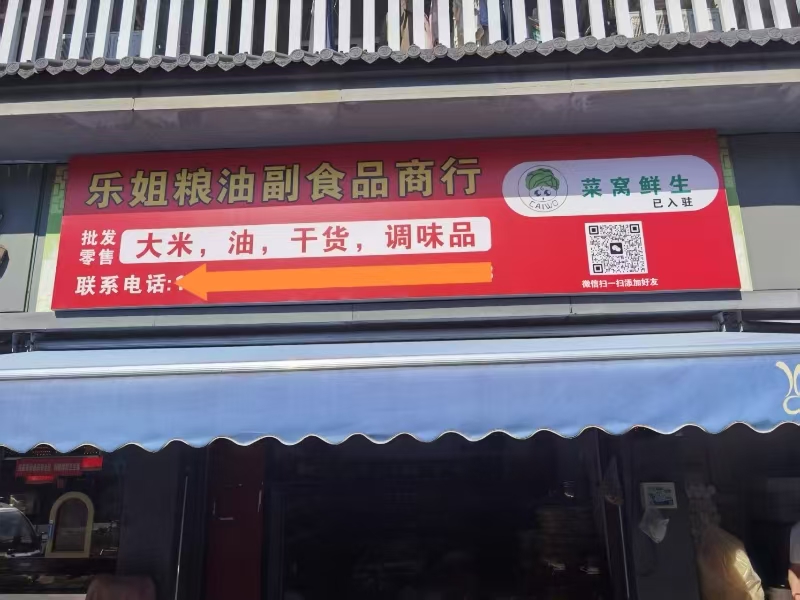 乐姐粮油副食品商行
CAIWO
菜窝鲜生
已入驻
批发
零售
大米，油，干货，调味品
联系电话:
微信扫一扫添加好友